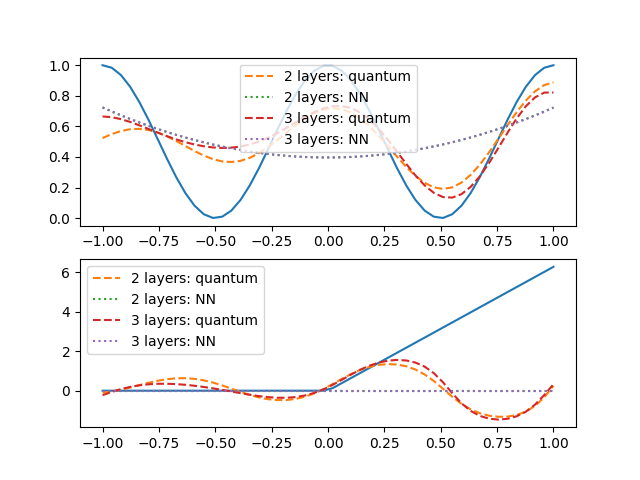 1.0
0.8
0.6
0.4
0.2
0.0
2 layers: quantum
2 layers: NN
3 layers: quantum
3 layers: NN
−1.00 −0.75 −0.50 −0.25 0.00 0.25 0.50 0.75 1.00
6
4
2
0
2 layers: quantum
2 layers: NN
3 layers: quantum
3 layers: NN
−1.00 −0.75 −0.50 −0.25 0.00 0.25 0.50 0.75 1.00